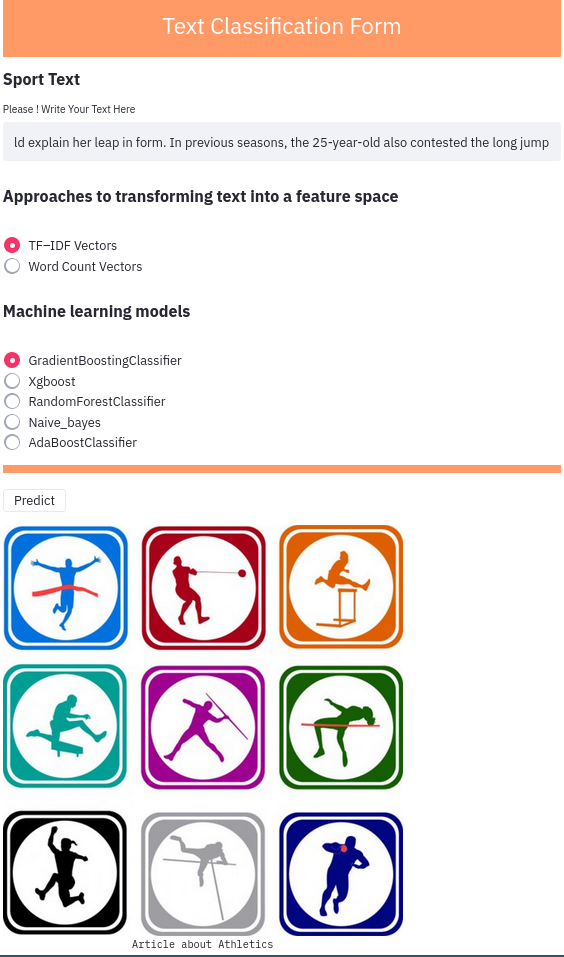 Text Classification Form
Sport Text
Please ! Write Your Text Here
ld explain her leap in form. In previous seasons, the 25-year-old also contested the long jump
Approaches to transforming text into a feature space
TF–IDF Vectors
Word Count Vectors
Machine learning models
GradientBoostingClassifier
Xgboost
RandomForestClassifier
Naive_bayes
AdaBoostClassifier
Predict
Article about Athletics